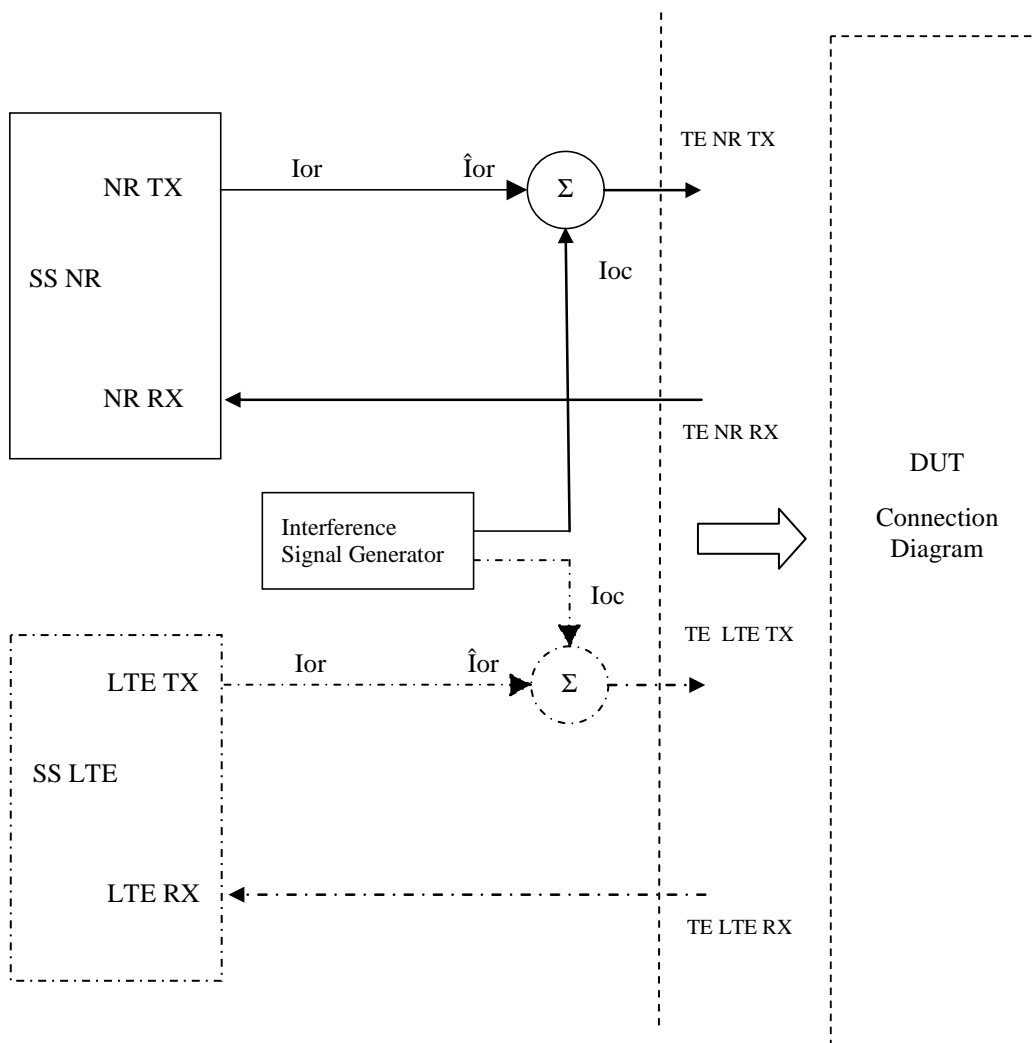 TE NR TX
NR TX
Ior
Îor
Σ
Ioc
SS NR
NR RX
TE NR RX
DUT
Connection
Diagram
Interference
Signal Generator
Ioc
TE LTE TX
LTE TX
Ior
Îor
Σ
SS LTE
LTE RX
TE LTE RX